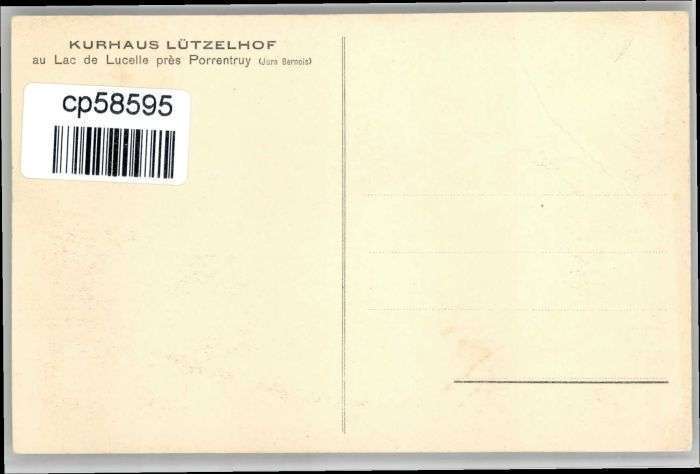 KURHAUS LÜTZELHOF
au Lac de Lucelle près Porrentruy (Jura Bernois)
cp58595